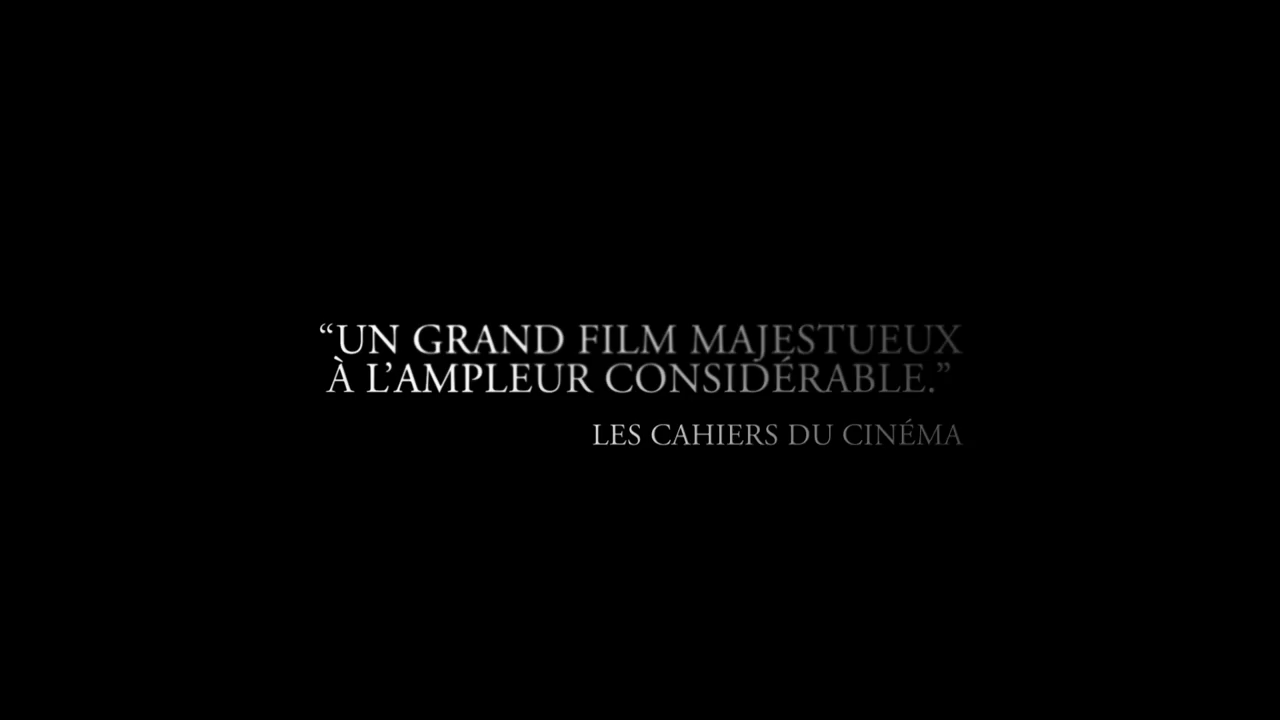 “UN GRAND FILM MAJESTUEUX
À L’AMPLEUR CONSIDÉRABLE.”
LES CAHIERS DU CINÉMA